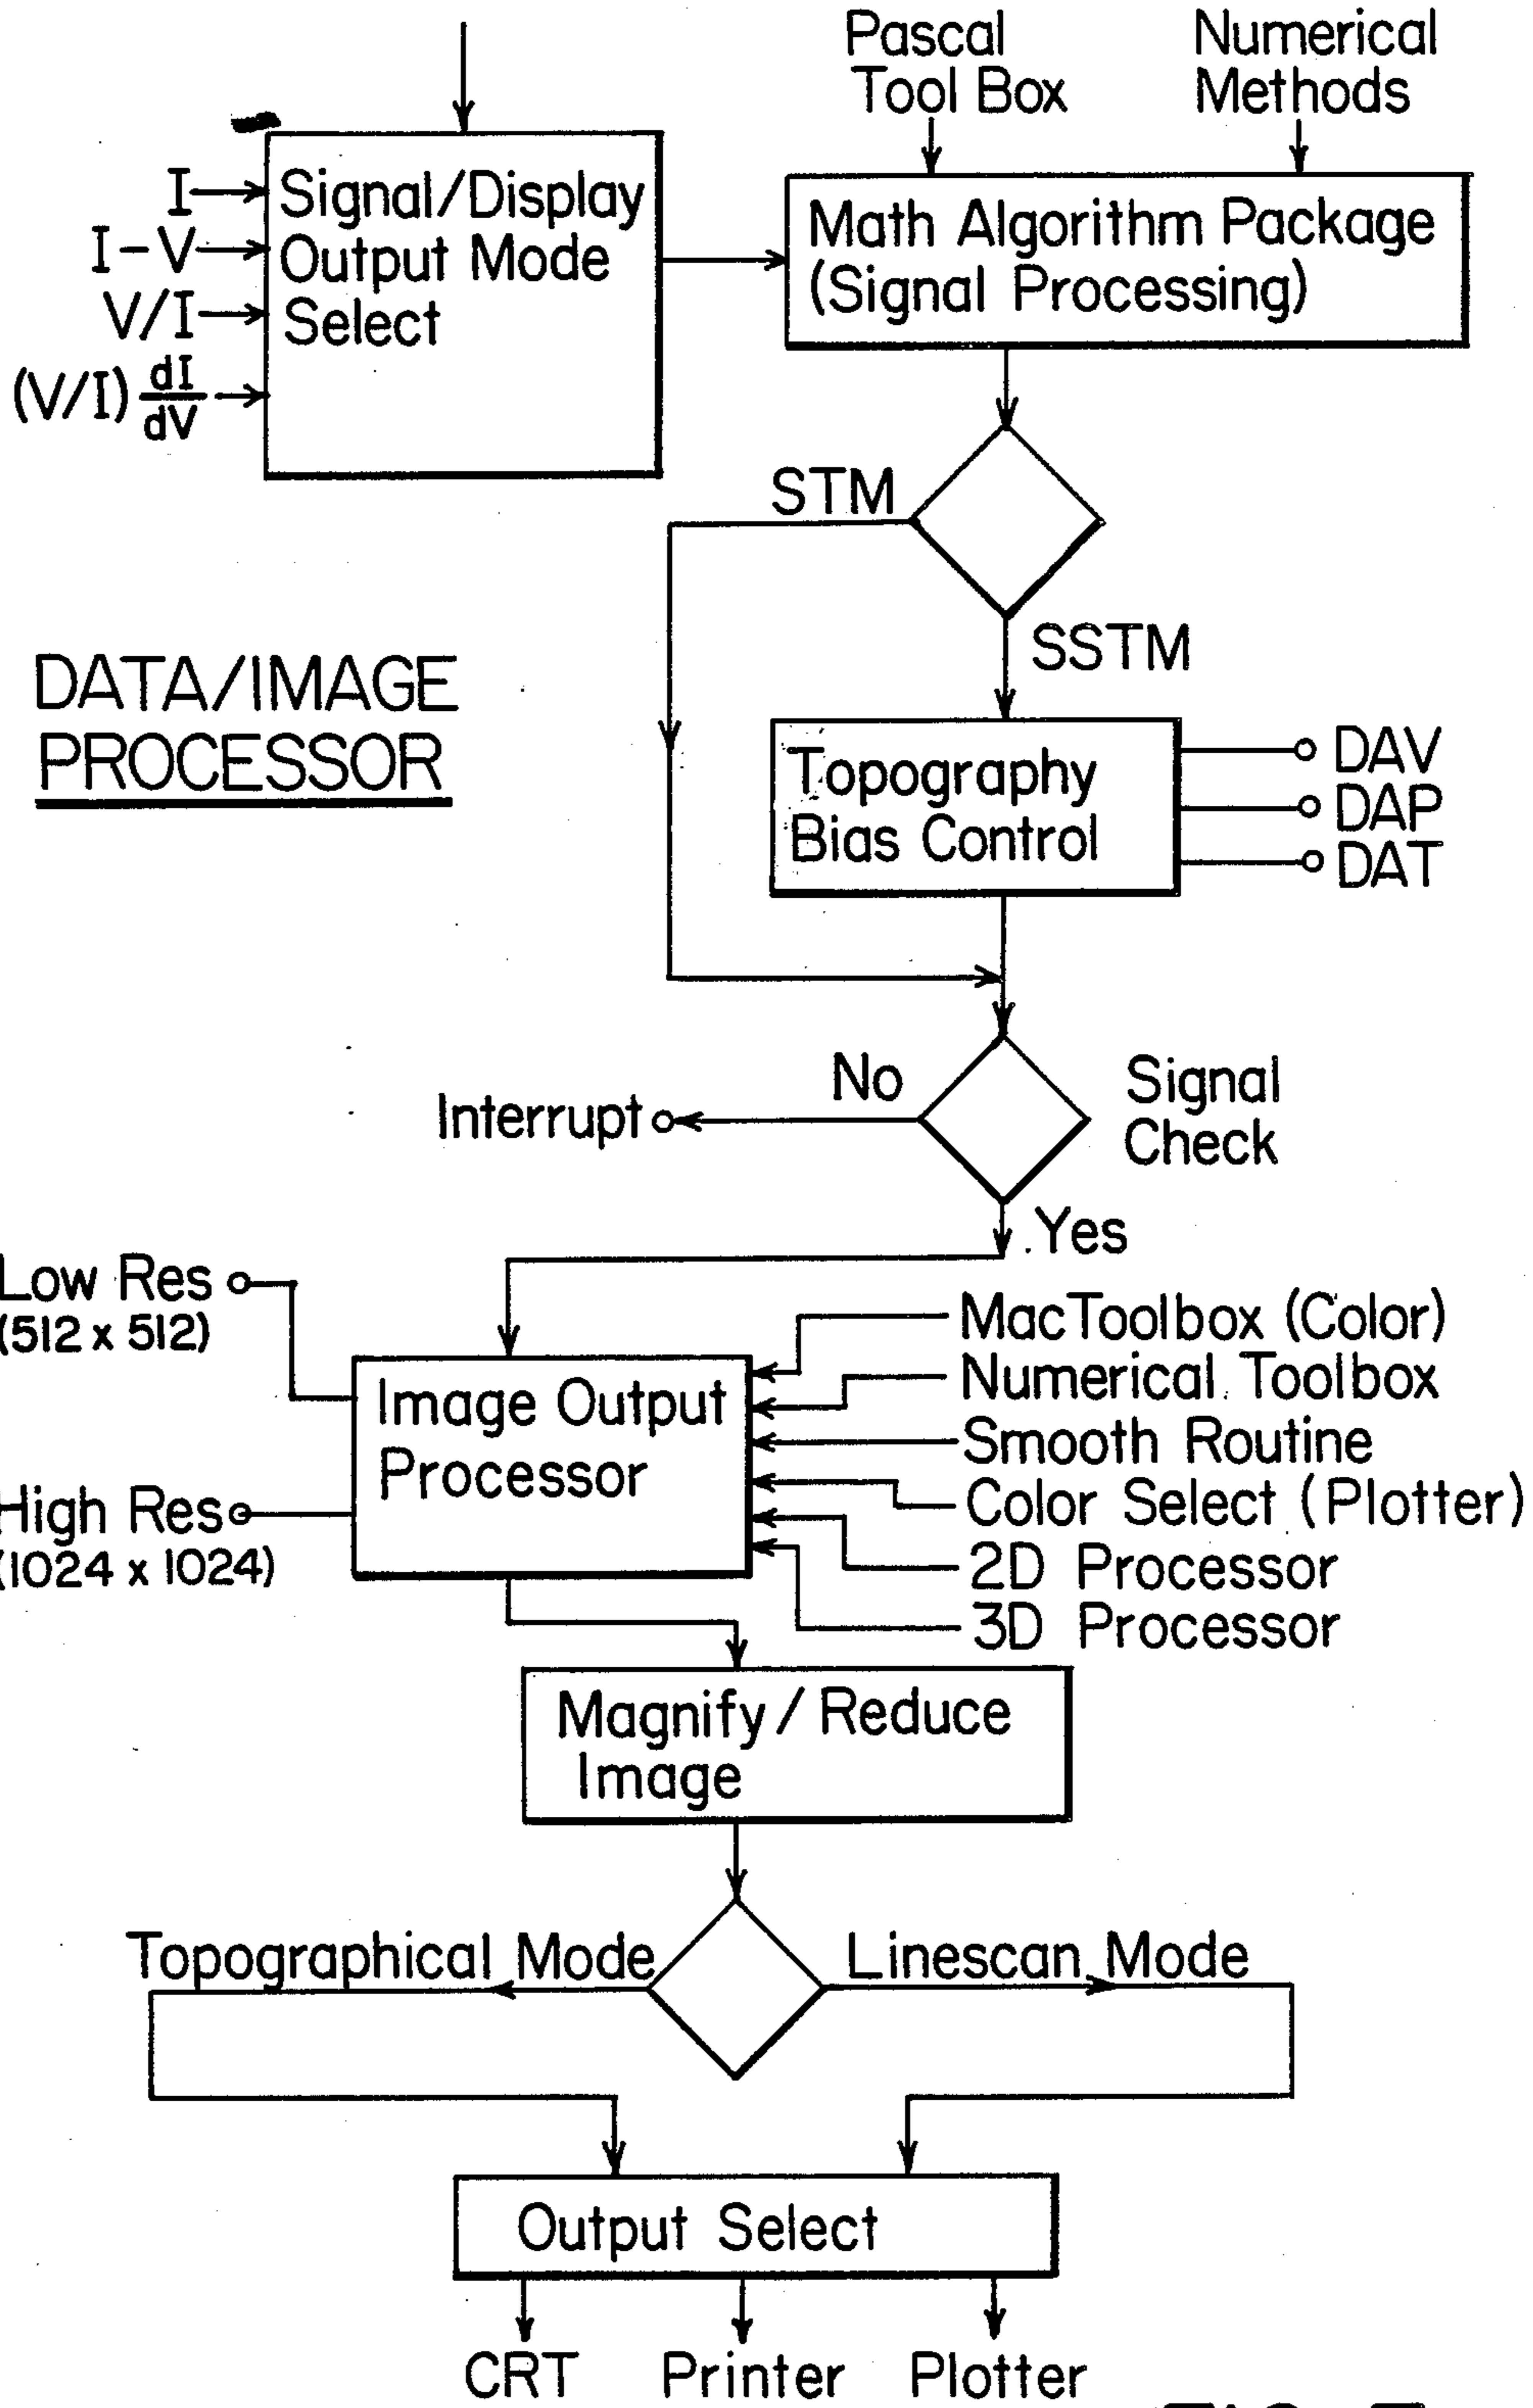 Pascal
Tool Box
Numerical
Methods
I
I-V
V/I
(V/I) dI/dV
Signal/Display
Output Mode
Select
Math Algorithm Package
(Signal Processing)
STM
SSTM
DATA/IMAGE
PROCESSOR
Topography
Bias Control
DAV
DAP
DAT
No
Signal
Check
Interrupt
Yes
Low Res
(512 x 512)
High Res
(1024 x 1024)
Image Output
Processor
MacToolbox (Color)
Numerical Toolbox
Smooth Routine
Color Select (Plotter)
2D Processor
3D Processor
Magnify/Reduce
Image
Topographical Mode
Linescan Mode
Output Select
CRT
Printer
Plotter